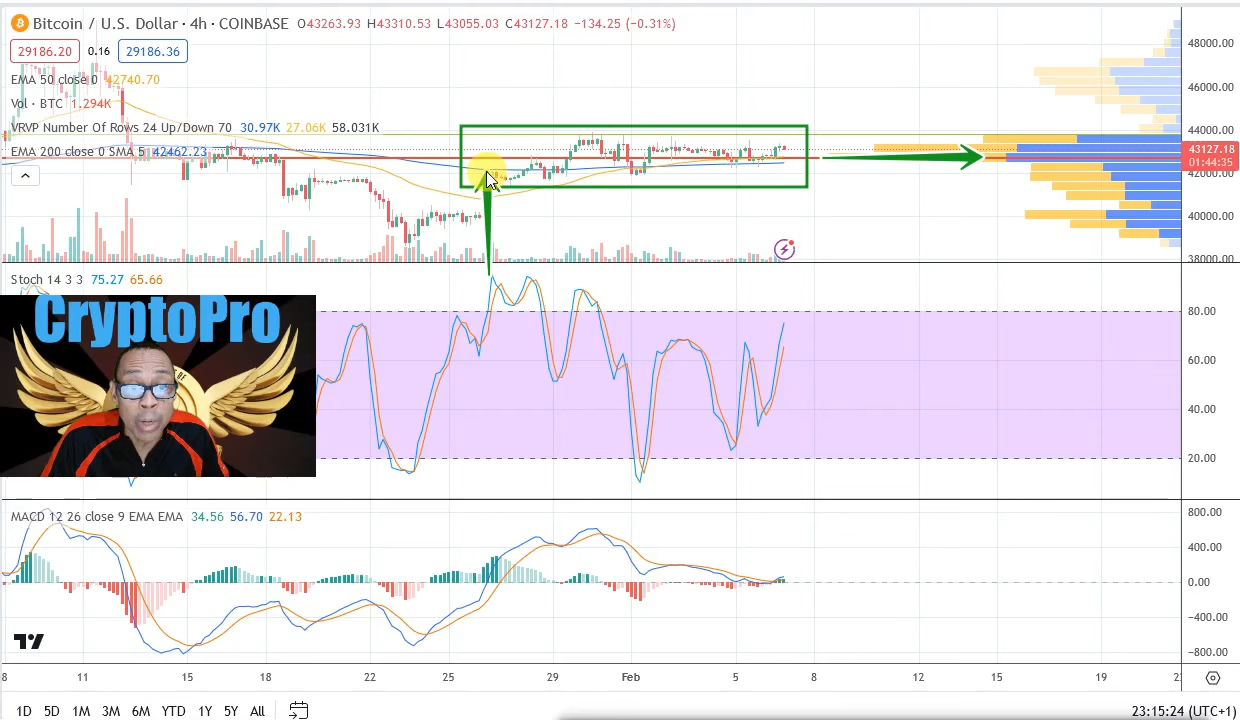 Bitcoin / U.S. Dollar · 4h · COINBASE O43263.93 H43310.53 L43055.03 C43127.18 −134.25 (−0.31%)
29186.20 0.16 29186.36
EMA 50 close 0 42740.70
Vol · BTC 1.294K
VRVP Number Of Rows 24 Up/Down 70 30.97K 27.06K 58.031K
EMA 200 close 0 SMA 5 42462.23
48000.00
46000.00
44000.00
43127.18
01:44:35
42000.00
40000.00
38000.00
Stoch 14 3 3 75.27 65.66
80.00
60.00
40.00
20.00
CryptoPro
MACD 12 26 close 9 EMA EMA 34.56 56.70 22.13
800.00
400.00
0.00
−400.00
−800.00
8 11 15 18 22 29 Feb 5 8 12 15 19
1D 5D 1M 3M 6M YTD 1Y 5Y All 23:15:24 (UTC+1)